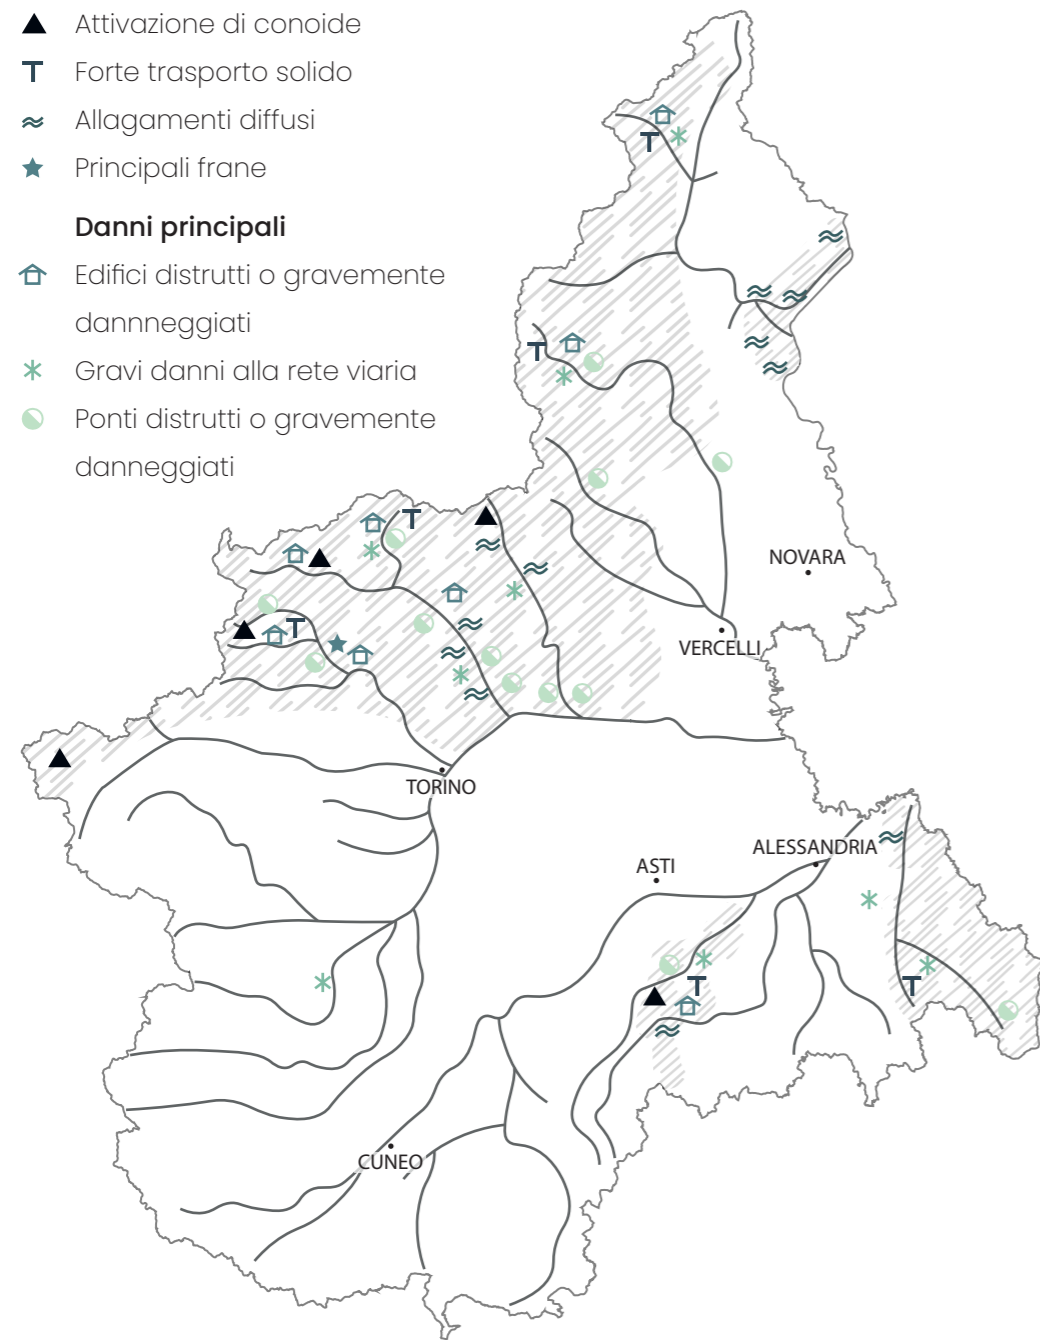 Attivazione di conoide
Forte trasporto solido
Allagamenti diffusi
Principali frane
Danni principali
Edifici distrutti o gravemente
dannneggiati
Gravi danni alla rete viaria
Ponti distrutti o gravemente
danneggiati
NOVARA
VERCELLI
TORINO
ALESSANDRIA
ASTI
CUNEO